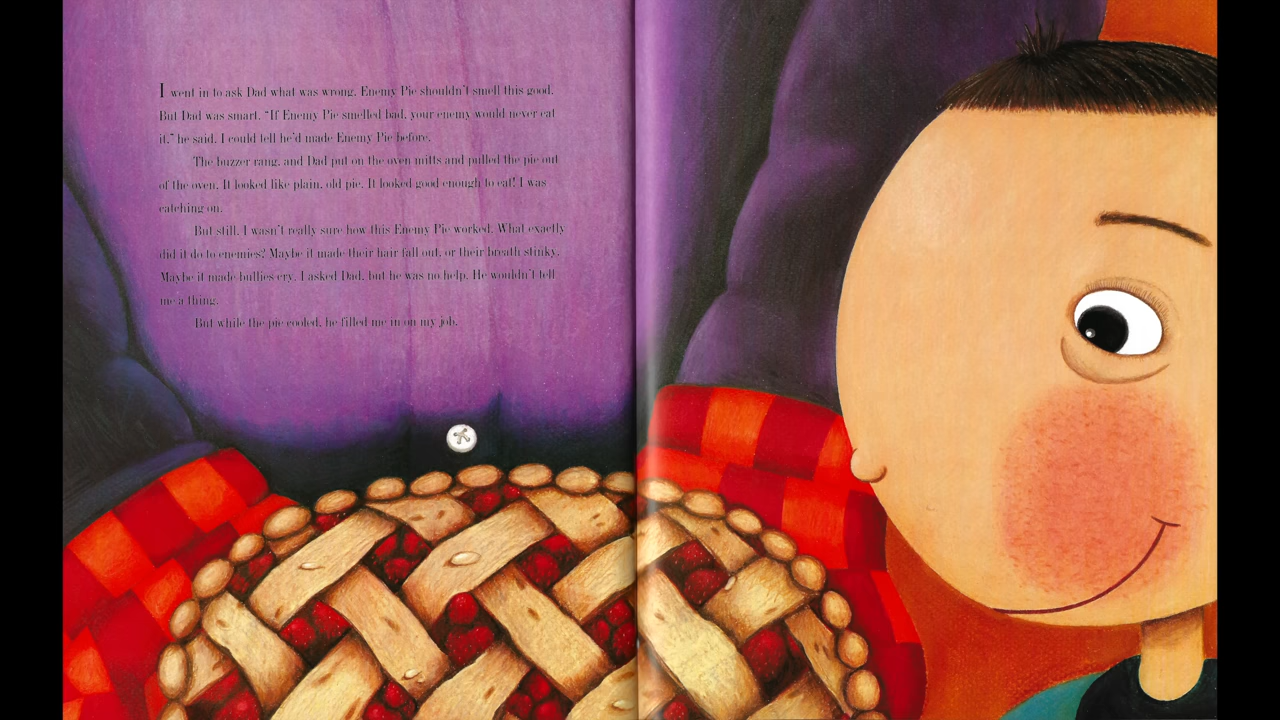 I went in to ask Dad what was wrong. Enemy Pie shouldn't smell this good.
But Dad was smart. "If Enemy Pie smelled bad, your enemy would never eat
it," he said. I could tell he'd made Enemy Pie before.
The buzzer rang, and Dad put on the oven mitts and pulled the pie out
of the oven. It looked like plain, old pie. It looked good enough to eat! I was
catching on.
But still, I wasn't really sure how this Enemy Pie worked. What exactly
did it do to enemies? Maybe it made their hair fall out, or their breath stinky.
Maybe it made bullies cry. I asked Dad, but he was no help. He wouldn't tell
me a thing.
But while the pie cooled, he filled me in on my job.